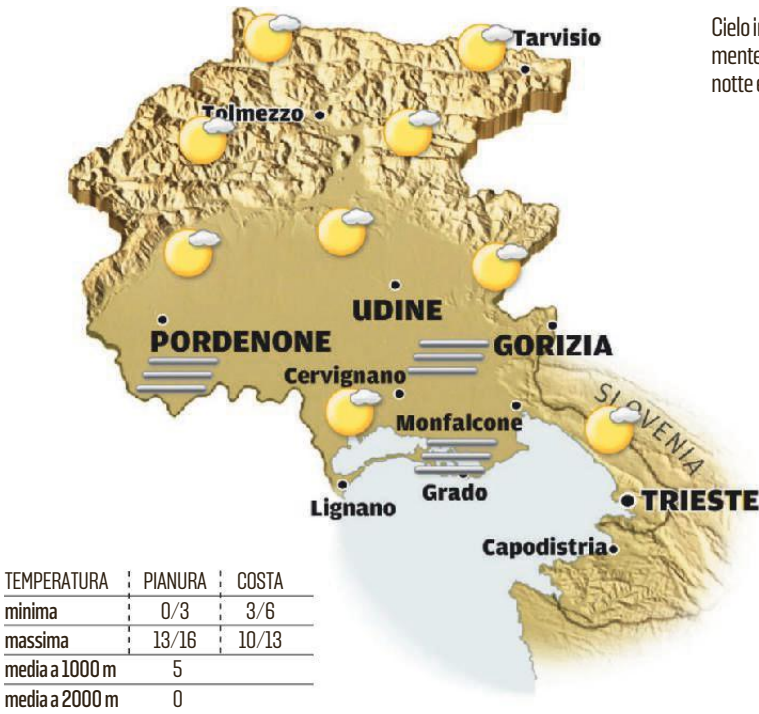 Tarvisio
Cielo in
mente
notte e
Tolmezzo
UDINE
PORDENONE
GORIZIA
Cervignano
SLOVENIA
Monfalcone
Grado
Lignano
TRIESTE
Capodistria
TEMPERATURA PIANURA COSTA
minima 0/3 3/6
massima 13/16 10/13
media a 1000 m 5
media a 2000 m 0